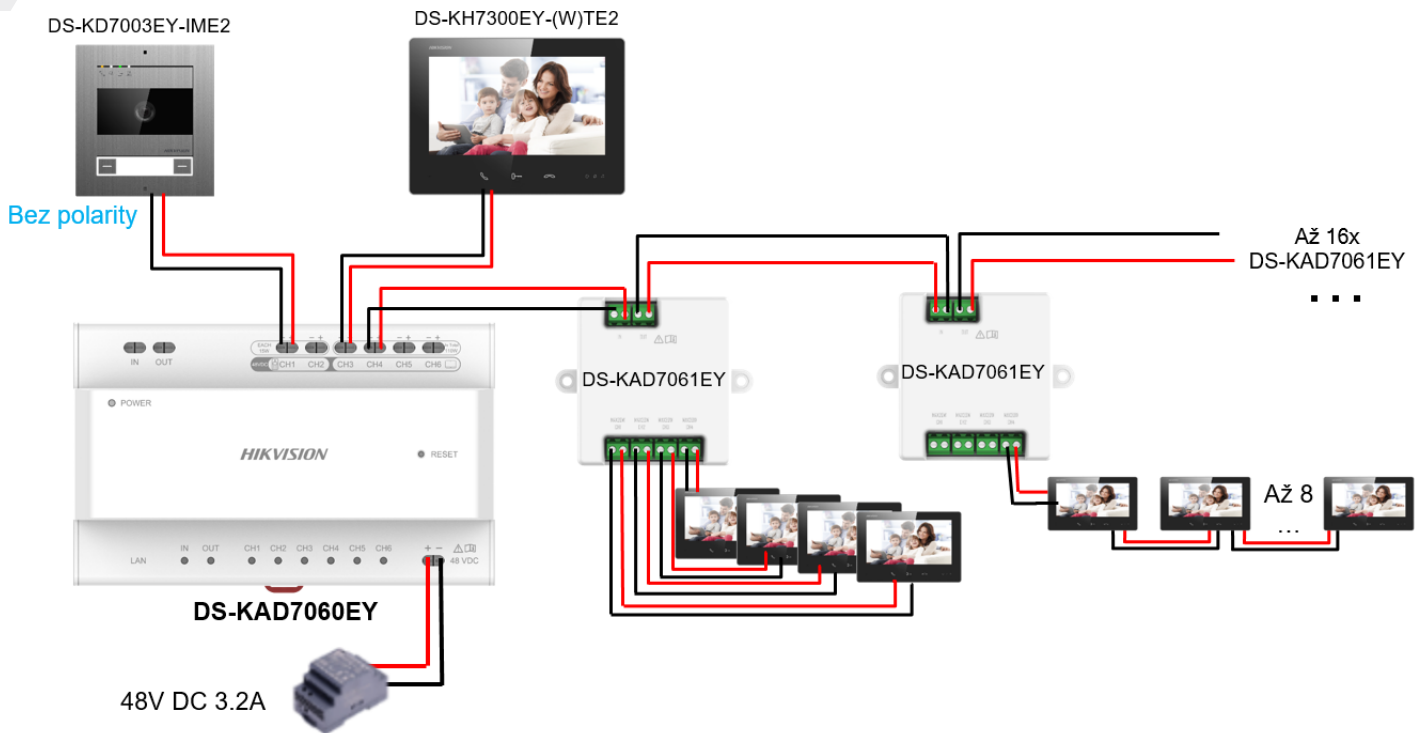 DS-KD7003EY-IME2
DS-KH7300EY-(W)TE2
Bez polarity
Až 16x
DS-KAD7061EY
. . .
IN OUT
CH1 CH2 CH3 CH4 CH5 CH6
POWER
HIKVISION
RESET
DS-KAD7061EY
DS-KAD7061EY
Až 8
...
LAN
IN OUT CH1 CH2 CH3 CH4 CH5 CH6
+ −
48 VDC
DS-KAD7060EY
48V DC 3.2A